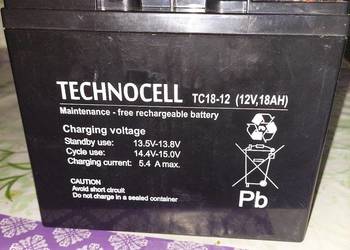 TECHNOCELL TC18-12 (12V,18AH)
Maintenance - free rechargeable battery
Charging voltage
Standby use: 13.5V-13.8V
Cycle use: 14.4V-15.0V
Charging current: 5.4 A max.
CAUTION
Avoid short circuit
Do not charge in a sealed container
Pb